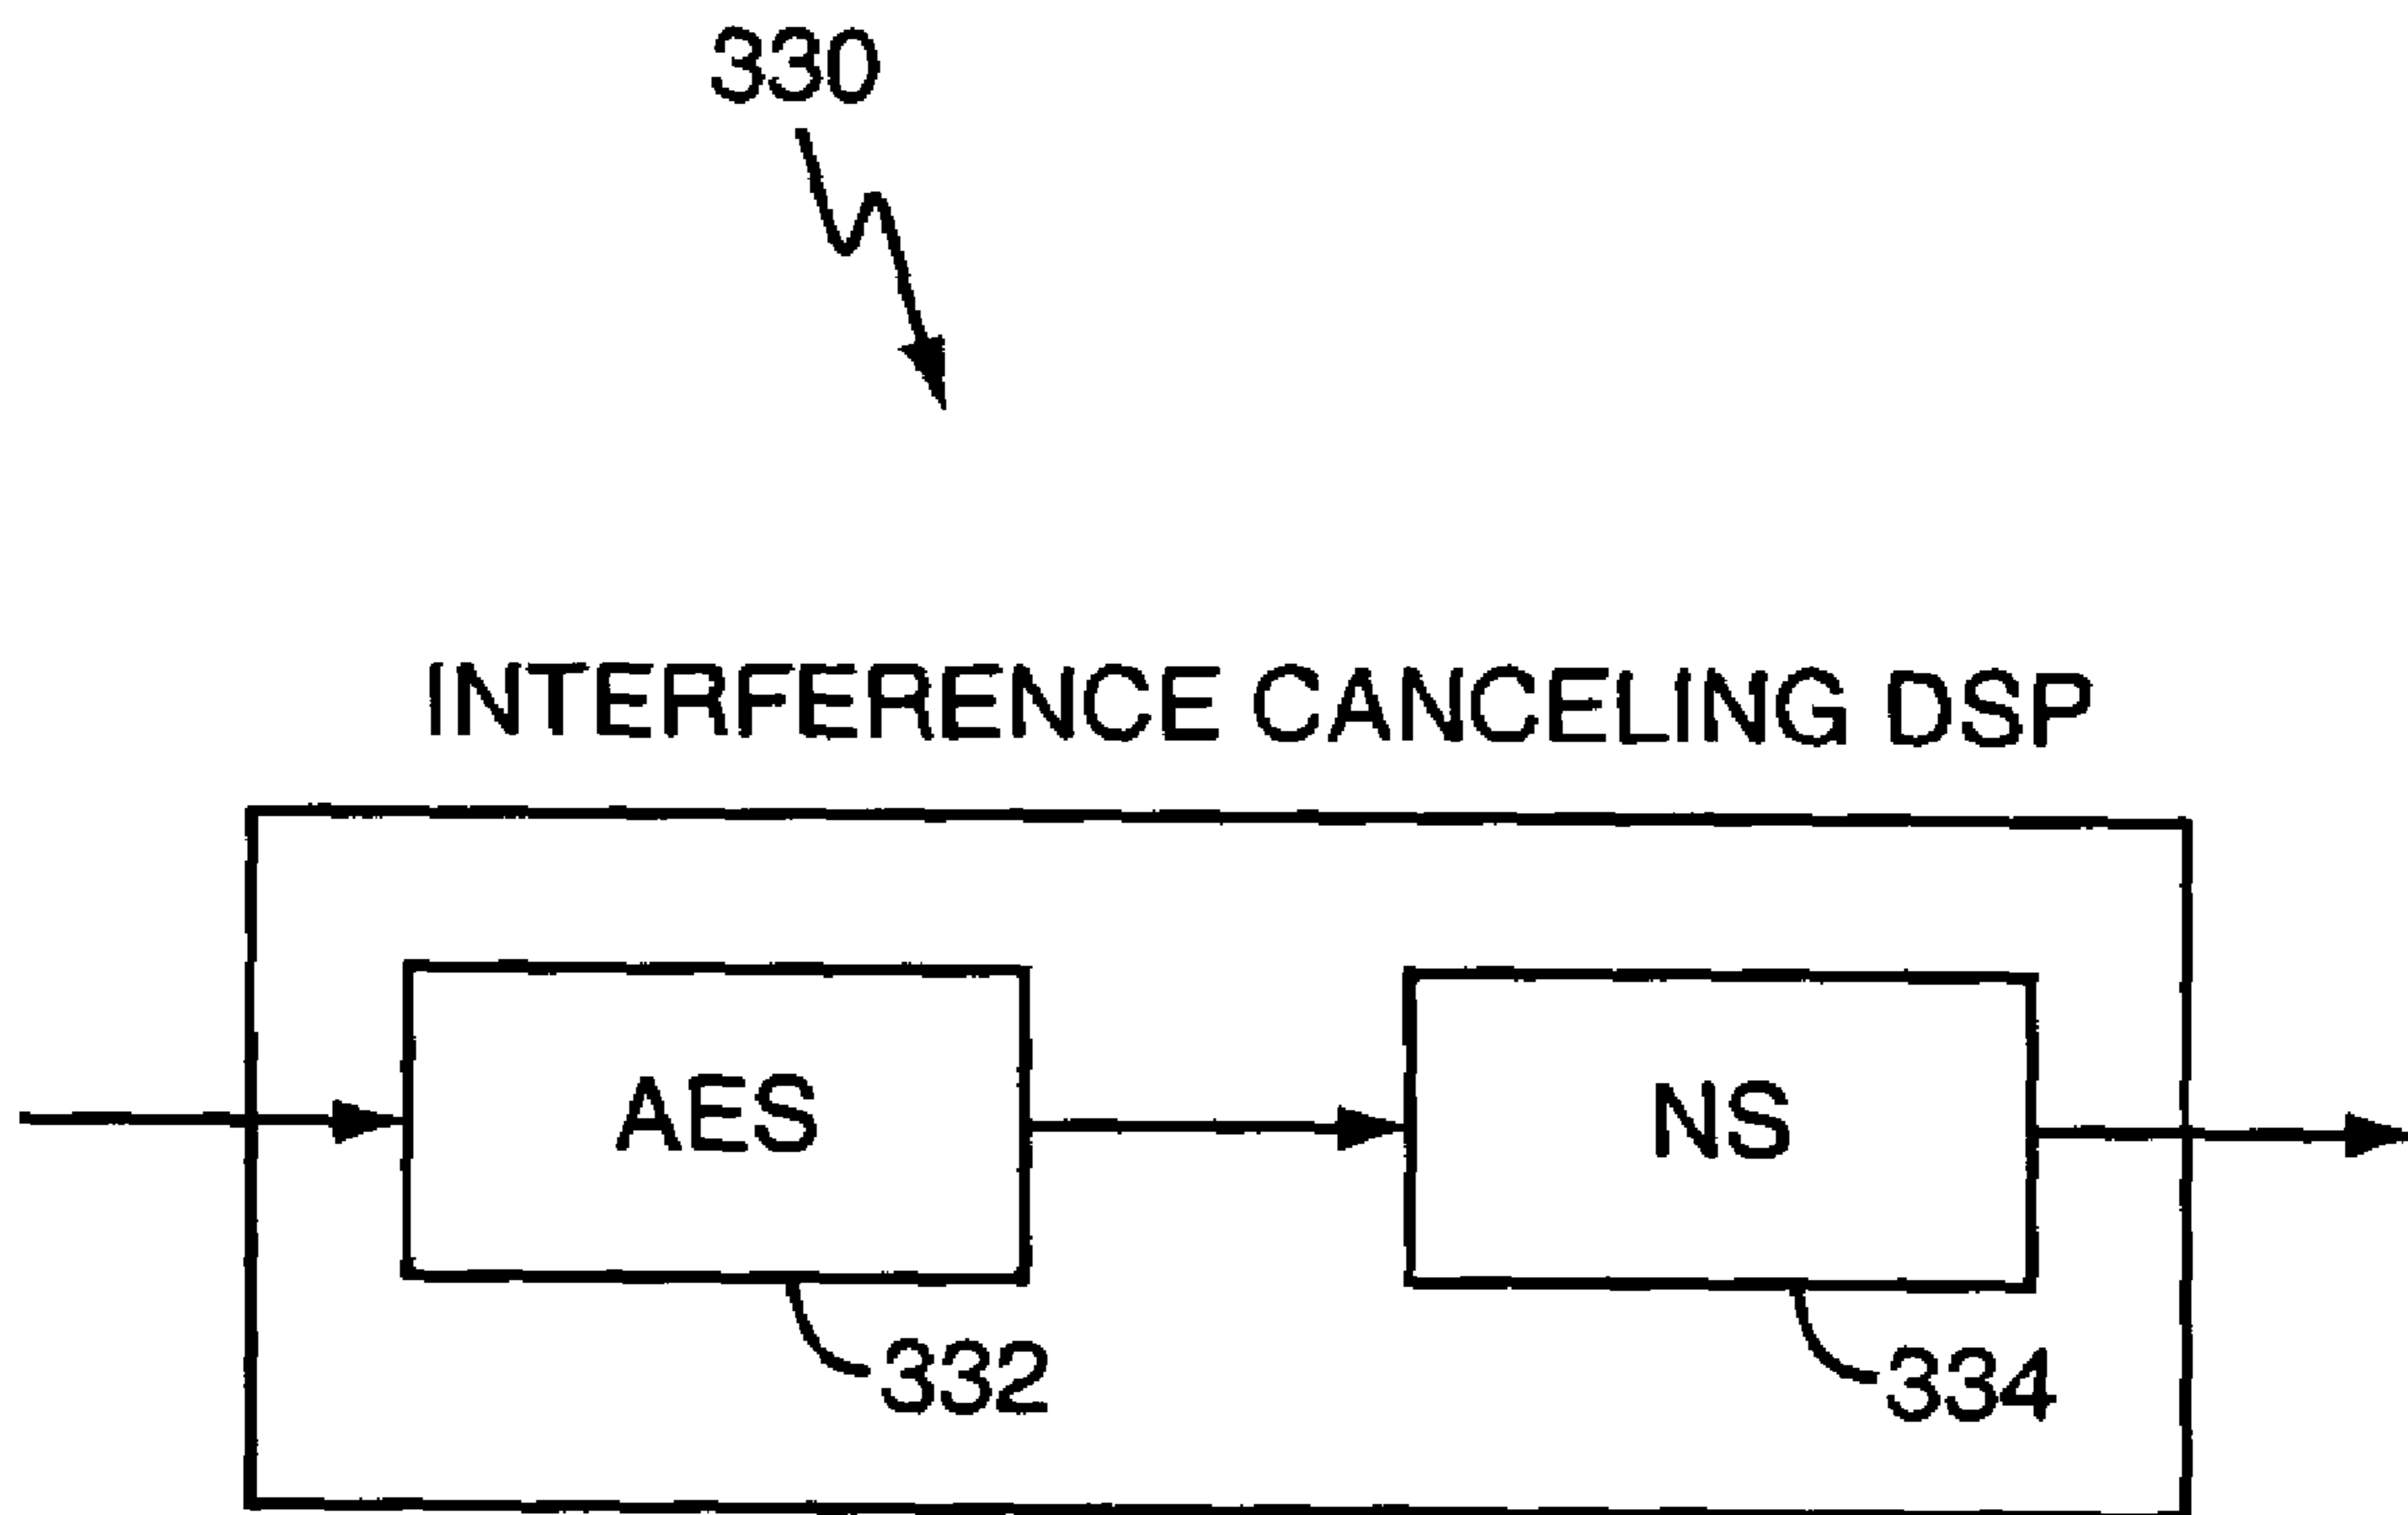 330
INTERFERENCE CANCELING DSP
AES
NS
332
334